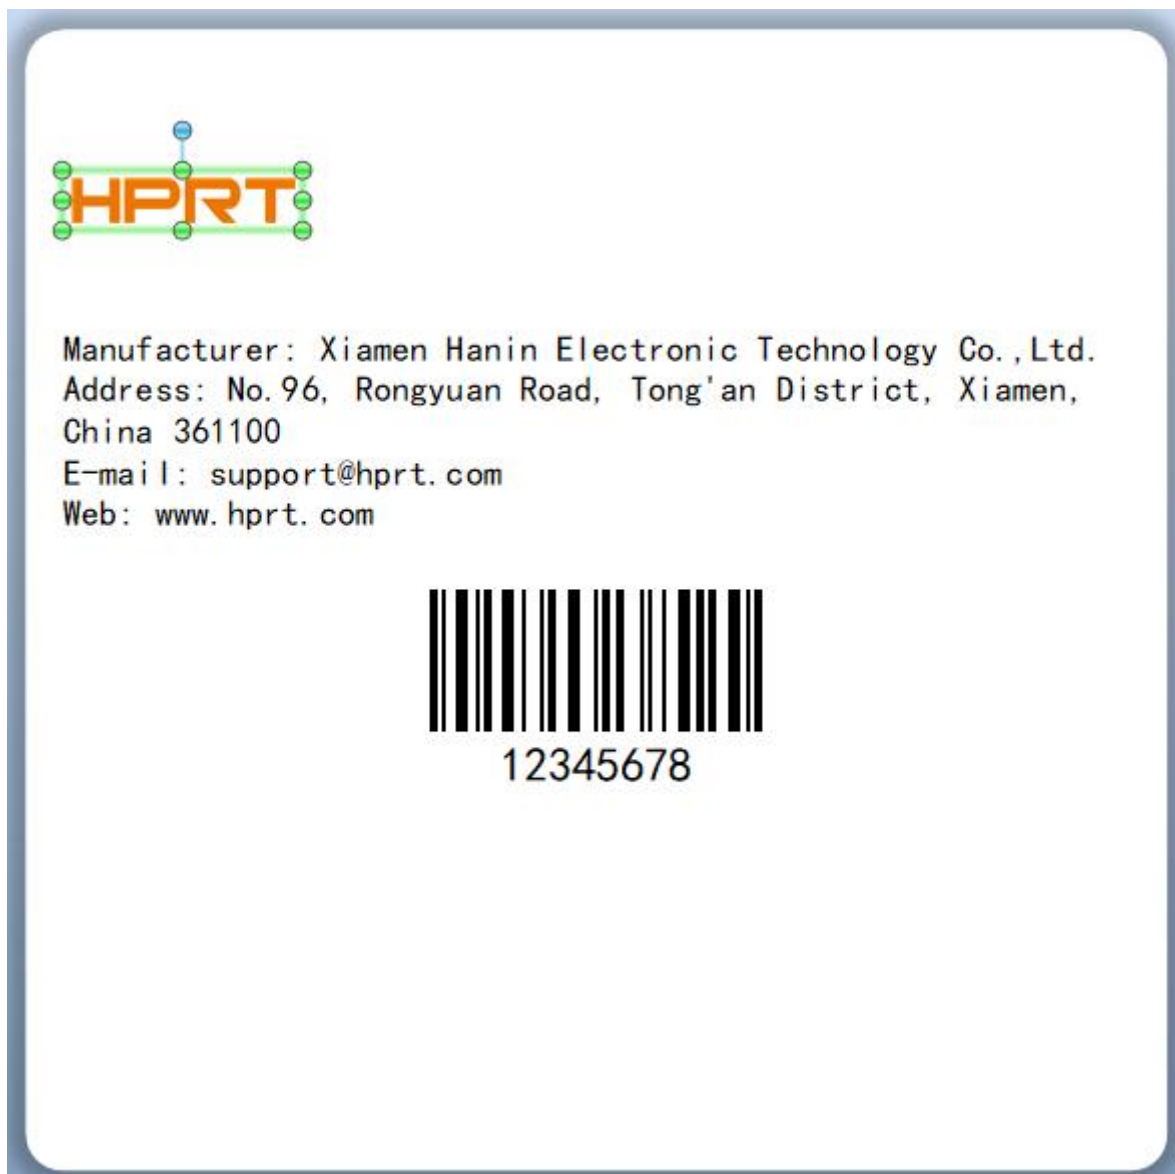 HPRT
Manufacturer: Xiamen Hanin Electronic Technology Co.,Ltd.
Address: No.96, Rongyuan Road, Tong'an District, Xiamen,
China 361100
E-mail: support@hprt.com
Web: www.hprt.com
12345678